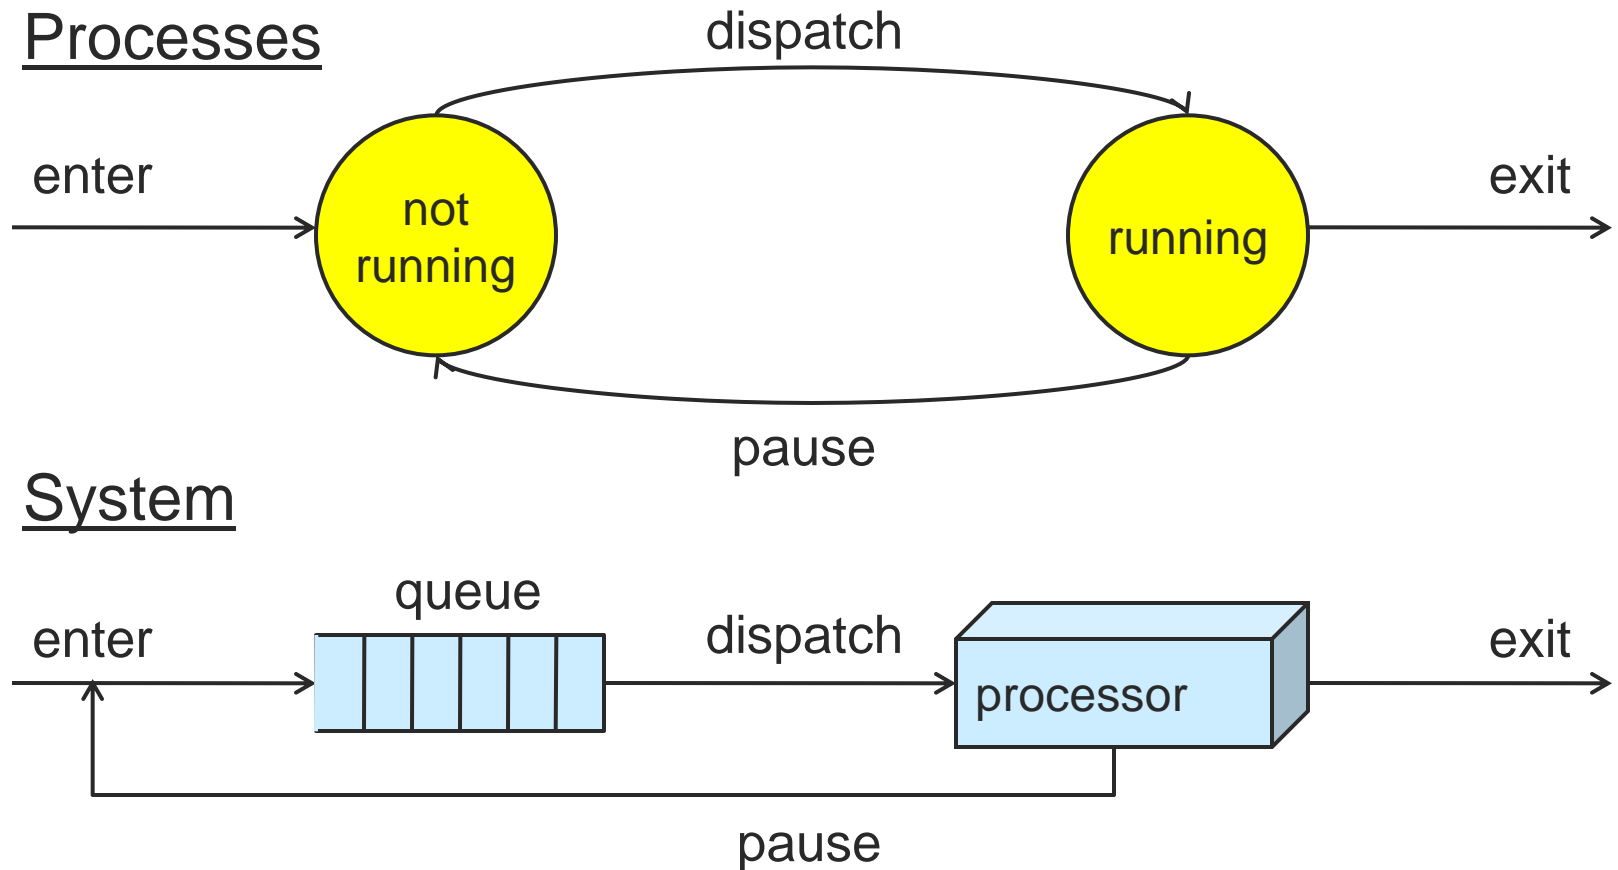 Processes
dispatch
enter
exit
not
running
running
pause
System
queue
enter
dispatch
exit
processor
pause